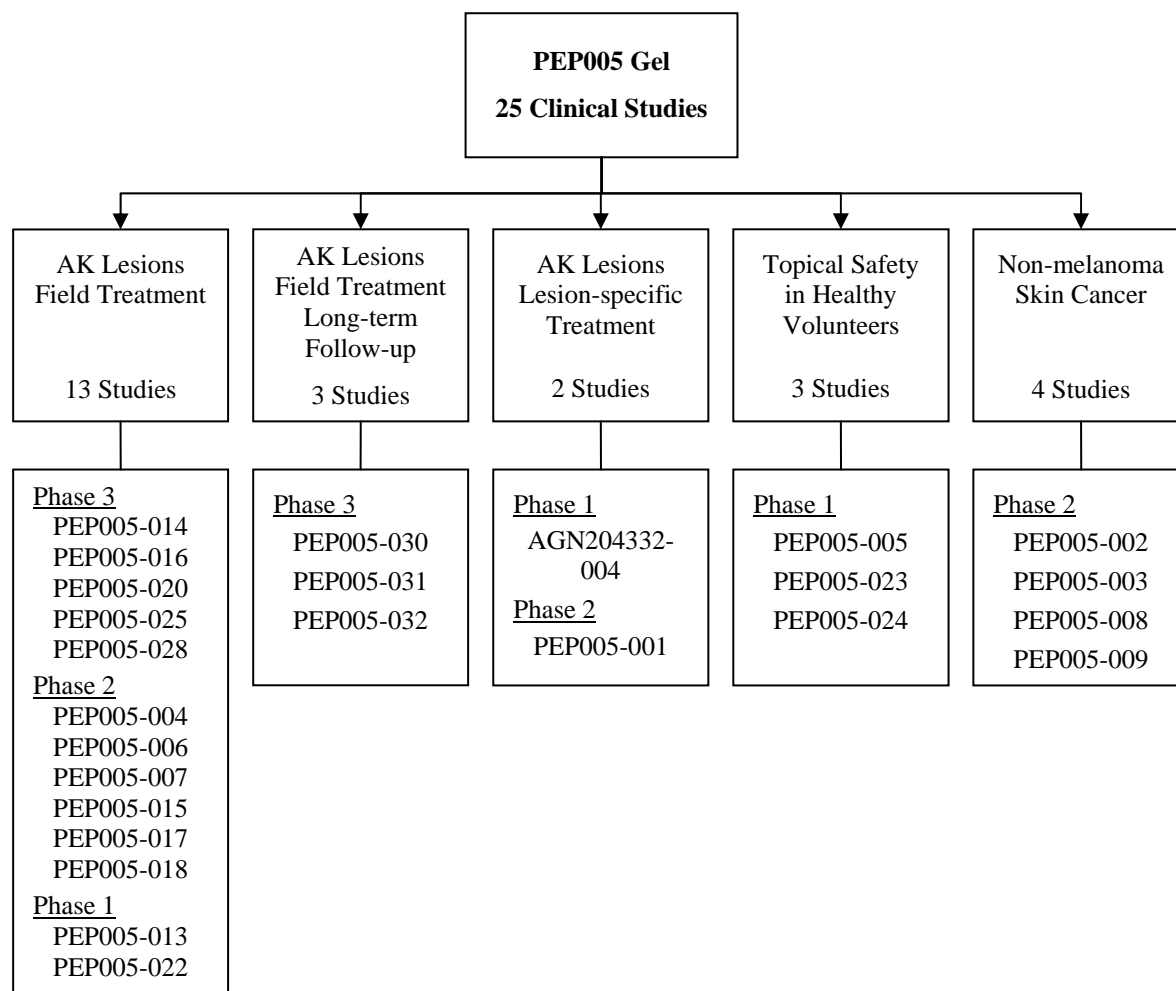 PEP005 Gel
25 Clinical Studies
AK Lesions
Field Treatment
13 Studies
AK Lesions
Field Treatment
Long-term
Follow-up
3 Studies
AK Lesions
Lesion-specific
Treatment
2 Studies
Topical Safety
in Healthy
Volunteers
3 Studies
Non-melanoma
Skin Cancer
4 Studies
Phase 3
PEP005-014
PEP005-016
PEP005-020
PEP005-025
PEP005-028
Phase 2
PEP005-004
PEP005-006
PEP005-007
PEP005-015
PEP005-017
PEP005-018
Phase 1
PEP005-013
PEP005-022
Phase 3
PEP005-030
PEP005-031
PEP005-032
Phase 1
AGN204332-
004
Phase 2
PEP005-001
Phase 1
PEP005-005
PEP005-023
PEP005-024
Phase 2
PEP005-002
PEP005-003
PEP005-008
PEP005-009